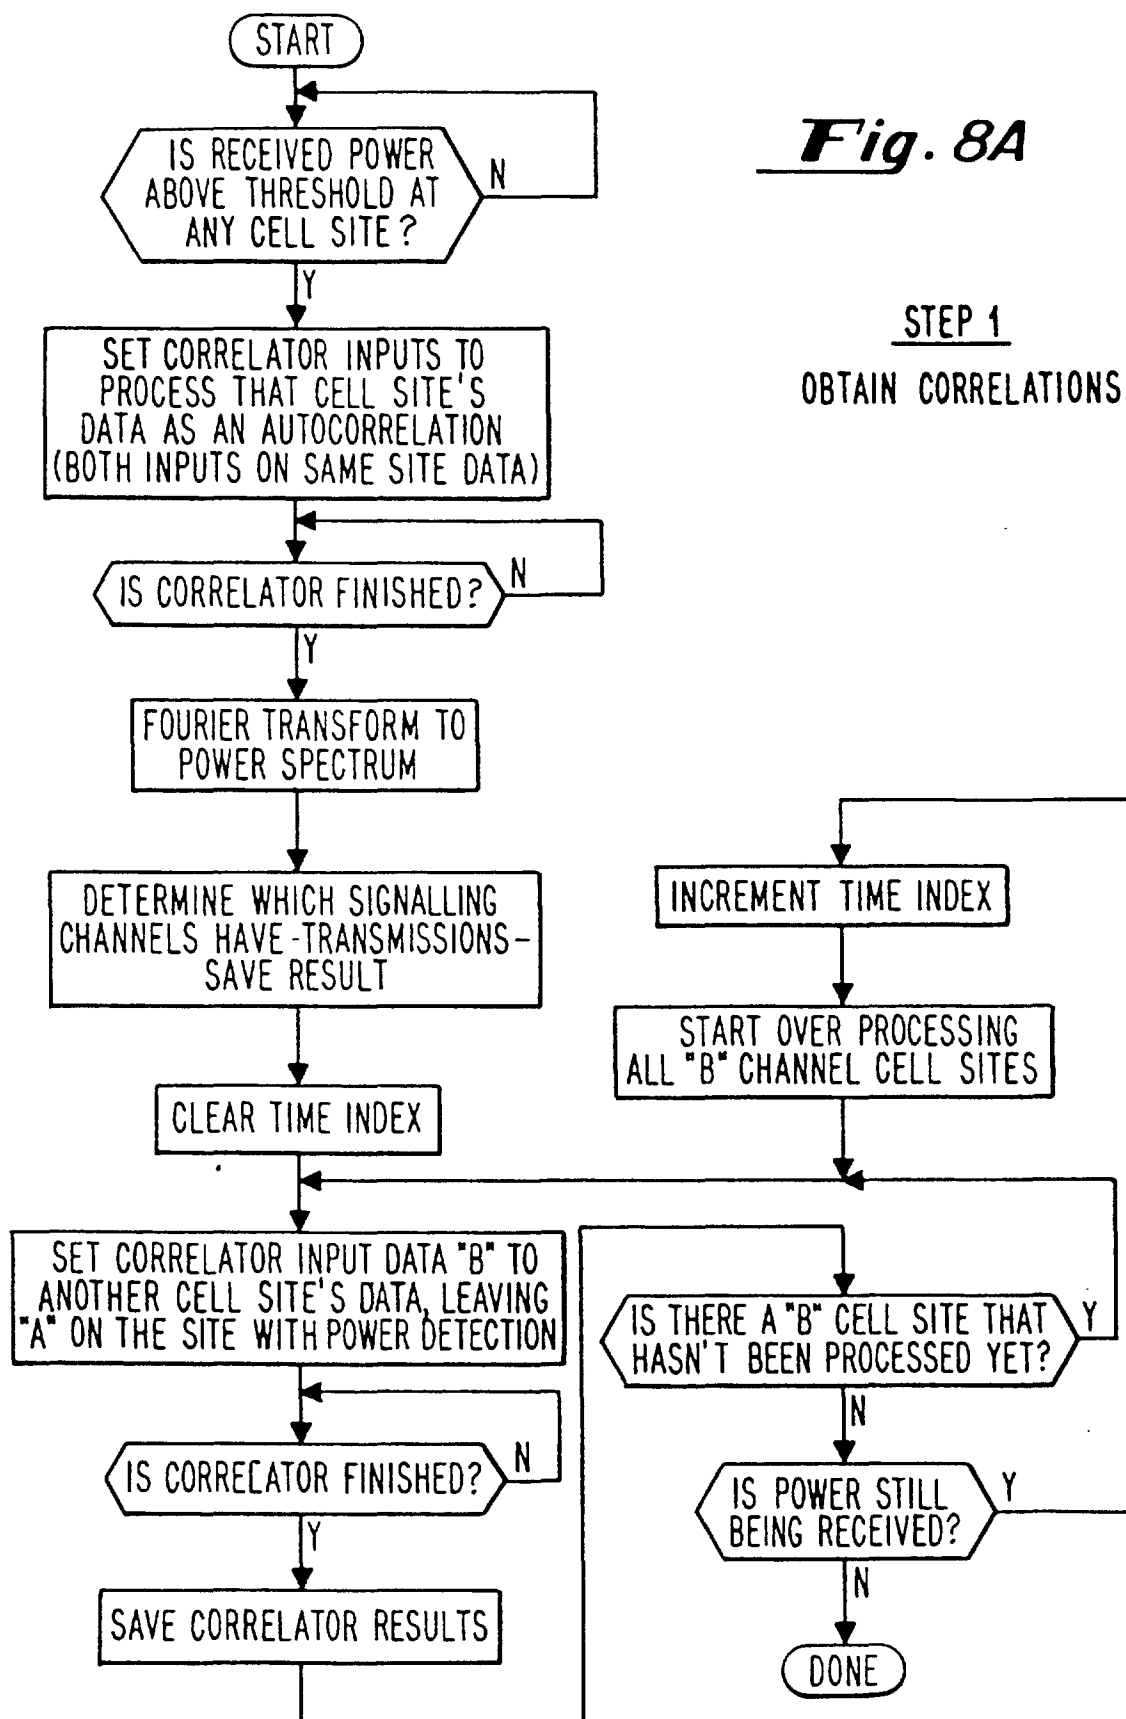 START
IS RECEIVED POWER
ABOVE THRESHOLD AT
ANY CELL SITE?
N
Y
Fig. 8A
STEP 1
OBTAIN CORRELATIONS
SET CORRELATOR INPUTS TO
PROCESS THAT CELL SITE'S
DATA AS AN AUTOCORRELATION
(BOTH INPUTS ON SAME SITE DATA)
IS CORRELATOR FINISHED?
N
Y
FOURIER TRANSFORM TO
POWER SPECTRUM
DETERMINE WHICH SIGNALLING
CHANNELS HAVE-TRANSMISSIONS-
SAVE RESULT
CLEAR TIME INDEX
SET CORRELATOR INPUT DATA "B" TO
ANOTHER CELL SITE'S DATA, LEAVING
"A" ON THE SITE WITH POWER DETECTION
IS CORRELATOR FINISHED?
N
Y
SAVE CORRELATOR RESULTS
INCREMENT TIME INDEX
START OVER PROCESSING
ALL "B" CHANNEL CELL SITES
IS THERE A "B" CELL SITE THAT
HASN'T BEEN PROCESSED YET?
Y
N
IS POWER STILL
BEING RECEIVED?
Y
N
DONE